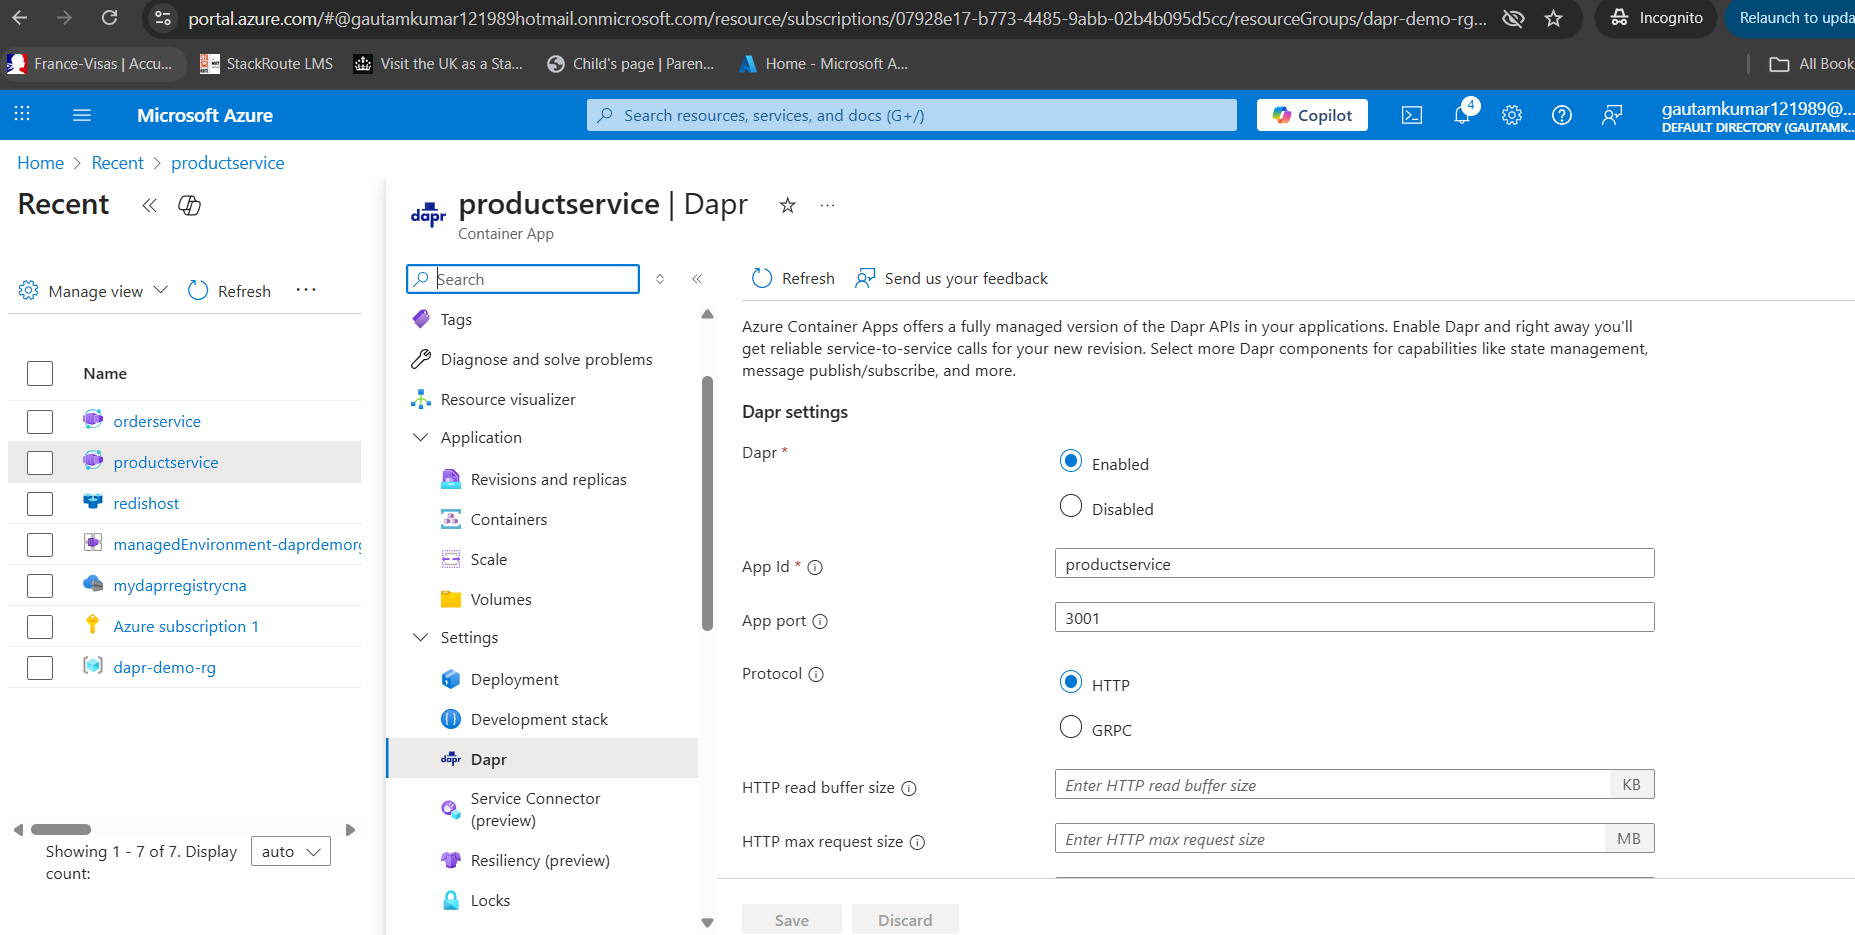 portal.azure.com/#@gautamkumar121989hotmail.onmicrosoft.com/resource/subscriptions/07928e17-b773-4485-9abb-02b4b095d5cc/resourceGroups/dapr-demo-rg...
Incognito
Relaunch to upda
France-Visas | Accu...
StackRoute LMS
Visit the UK as a Sta...
Child's page | Paren...
Home - Microsoft A...
All Book
Microsoft Azure
Search resources, services, and docs (G+/)
Copilot
4
gautamkumar121989@...
DEFAULT DIRECTORY (GAUTAMK...
Home > Recent > productservice
Recent
Manage view
Refresh
...
Name
orderservice
productservice
redishost
managedEnvironment-daprdemorg
mydaprregistrycna
Azure subscription 1
dapr-demo-rg
Showing 1 - 7 of 7. Display
count:
auto
dapr
productservice | Dapr
...
Container App
Search
Tags
Diagnose and solve problems
Resource visualizer
Application
Revisions and replicas
Containers
Scale
Volumes
Settings
Deployment
Development stack
dapr
Dapr
Service Connector
(preview)
Resiliency (preview)
Locks
Refresh
Send us your feedback
Azure Container Apps offers a fully managed version of the Dapr APIs in your applications. Enable Dapr and right away you'll
get reliable service-to-service calls for your new revision. Select more Dapr components for capabilities like state management,
message publish/subscribe, and more.
Dapr settings
Dapr *
Enabled
Disabled
App Id *
productservice
App port
3001
Protocol
HTTP
GRPC
HTTP read buffer size
Enter HTTP read buffer size
KB
HTTP max request size
Enter HTTP max request size
MB
Save
Discard